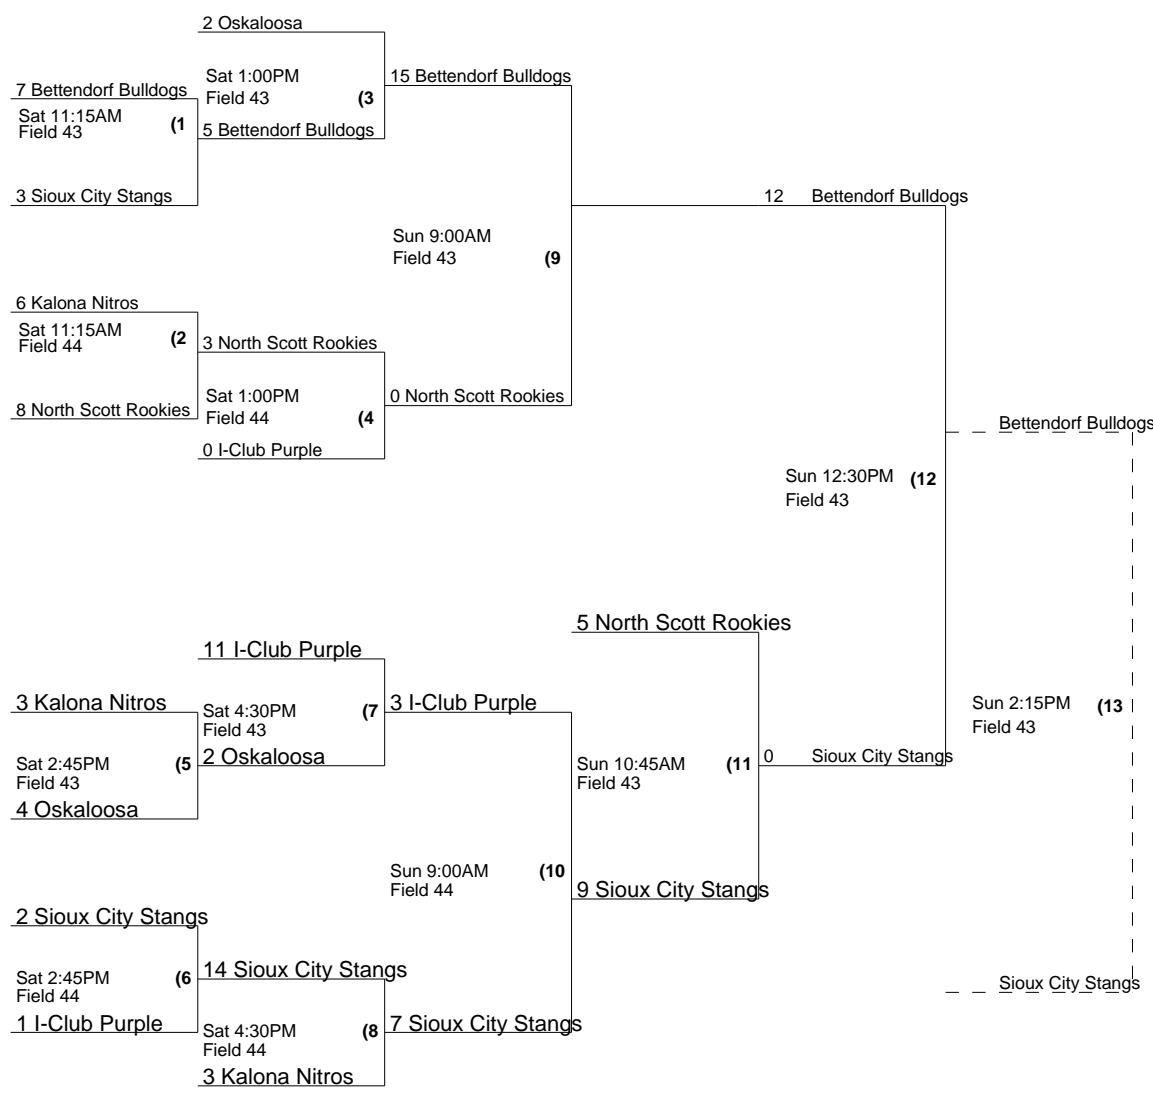 2 Oskaloosa
Sat 1:00PM
Field 43
(3
15 Bettendorf Bulldogs
7 Bettendorf Bulldogs
Sat 11:15AM
Field 43
(1
5 Bettendorf Bulldogs
3 Sioux City Stangs
12 Bettendorf Bulldogs
Sun 9:00AM
Field 43
(9
6 Kalona Nitros
Sat 11:15AM
Field 44
(2
3 North Scott Rookies
8 North Scott Rookies
Sat 1:00PM
Field 44
(4
0 North Scott Rookies
0 I-Club Purple
Bettendorf Bulldogs
Sun 12:30PM
Field 43
(12
5 North Scott Rookies
11 I-Club Purple
3 Kalona Nitros
Sat 4:30PM
Field 43
(7
3 I-Club Purple
Sun 2:15PM
Field 43
(13
Sat 2:45PM
Field 43
(5
2 Oskaloosa
Sun 10:45AM
Field 43
(11
0 Sioux City Stangs
4 Oskaloosa
Sun 9:00AM
Field 44
(10
9 Sioux City Stangs
2 Sioux City Stangs
Sat 2:45PM
Field 44
(6
14 Sioux City Stangs
Sioux City Stangs
1 I-Club Purple
Sat 4:30PM
Field 44
(8
7 Sioux City Stangs
3 Kalona Nitros